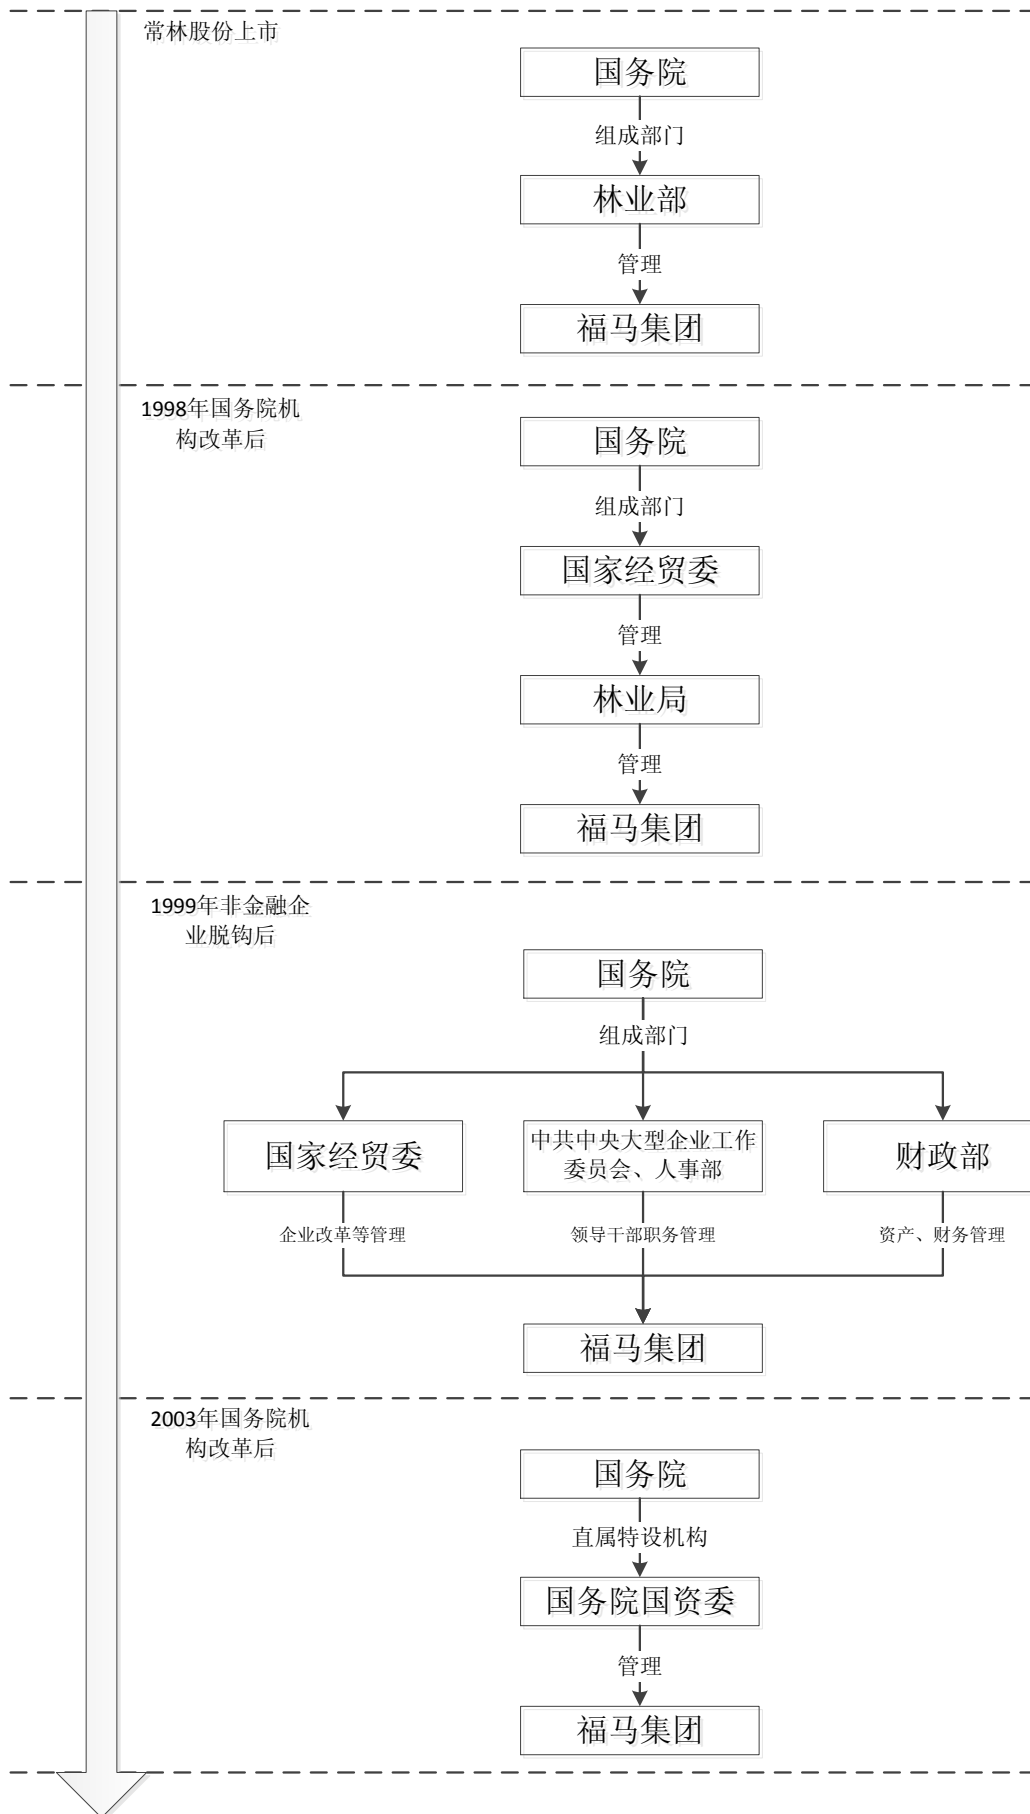 常林股份上市
国务院
组成部门
林业部
管理
福马集团
1998年国务院机
构改革后
国务院
组成部门
国家经贸委
管理
林业局
管理
福马集团
1999年非金融企
业脱钩后
国务院
组成部门
国家经贸委
中共中央大型企业工作
委员会、人事部
财政部
企业改革等管理
领导干部职务管理
资产、财务管理
福马集团
2003年国务院机
构改革后
国务院
直属特设机构
国务院国资委
管理
福马集团